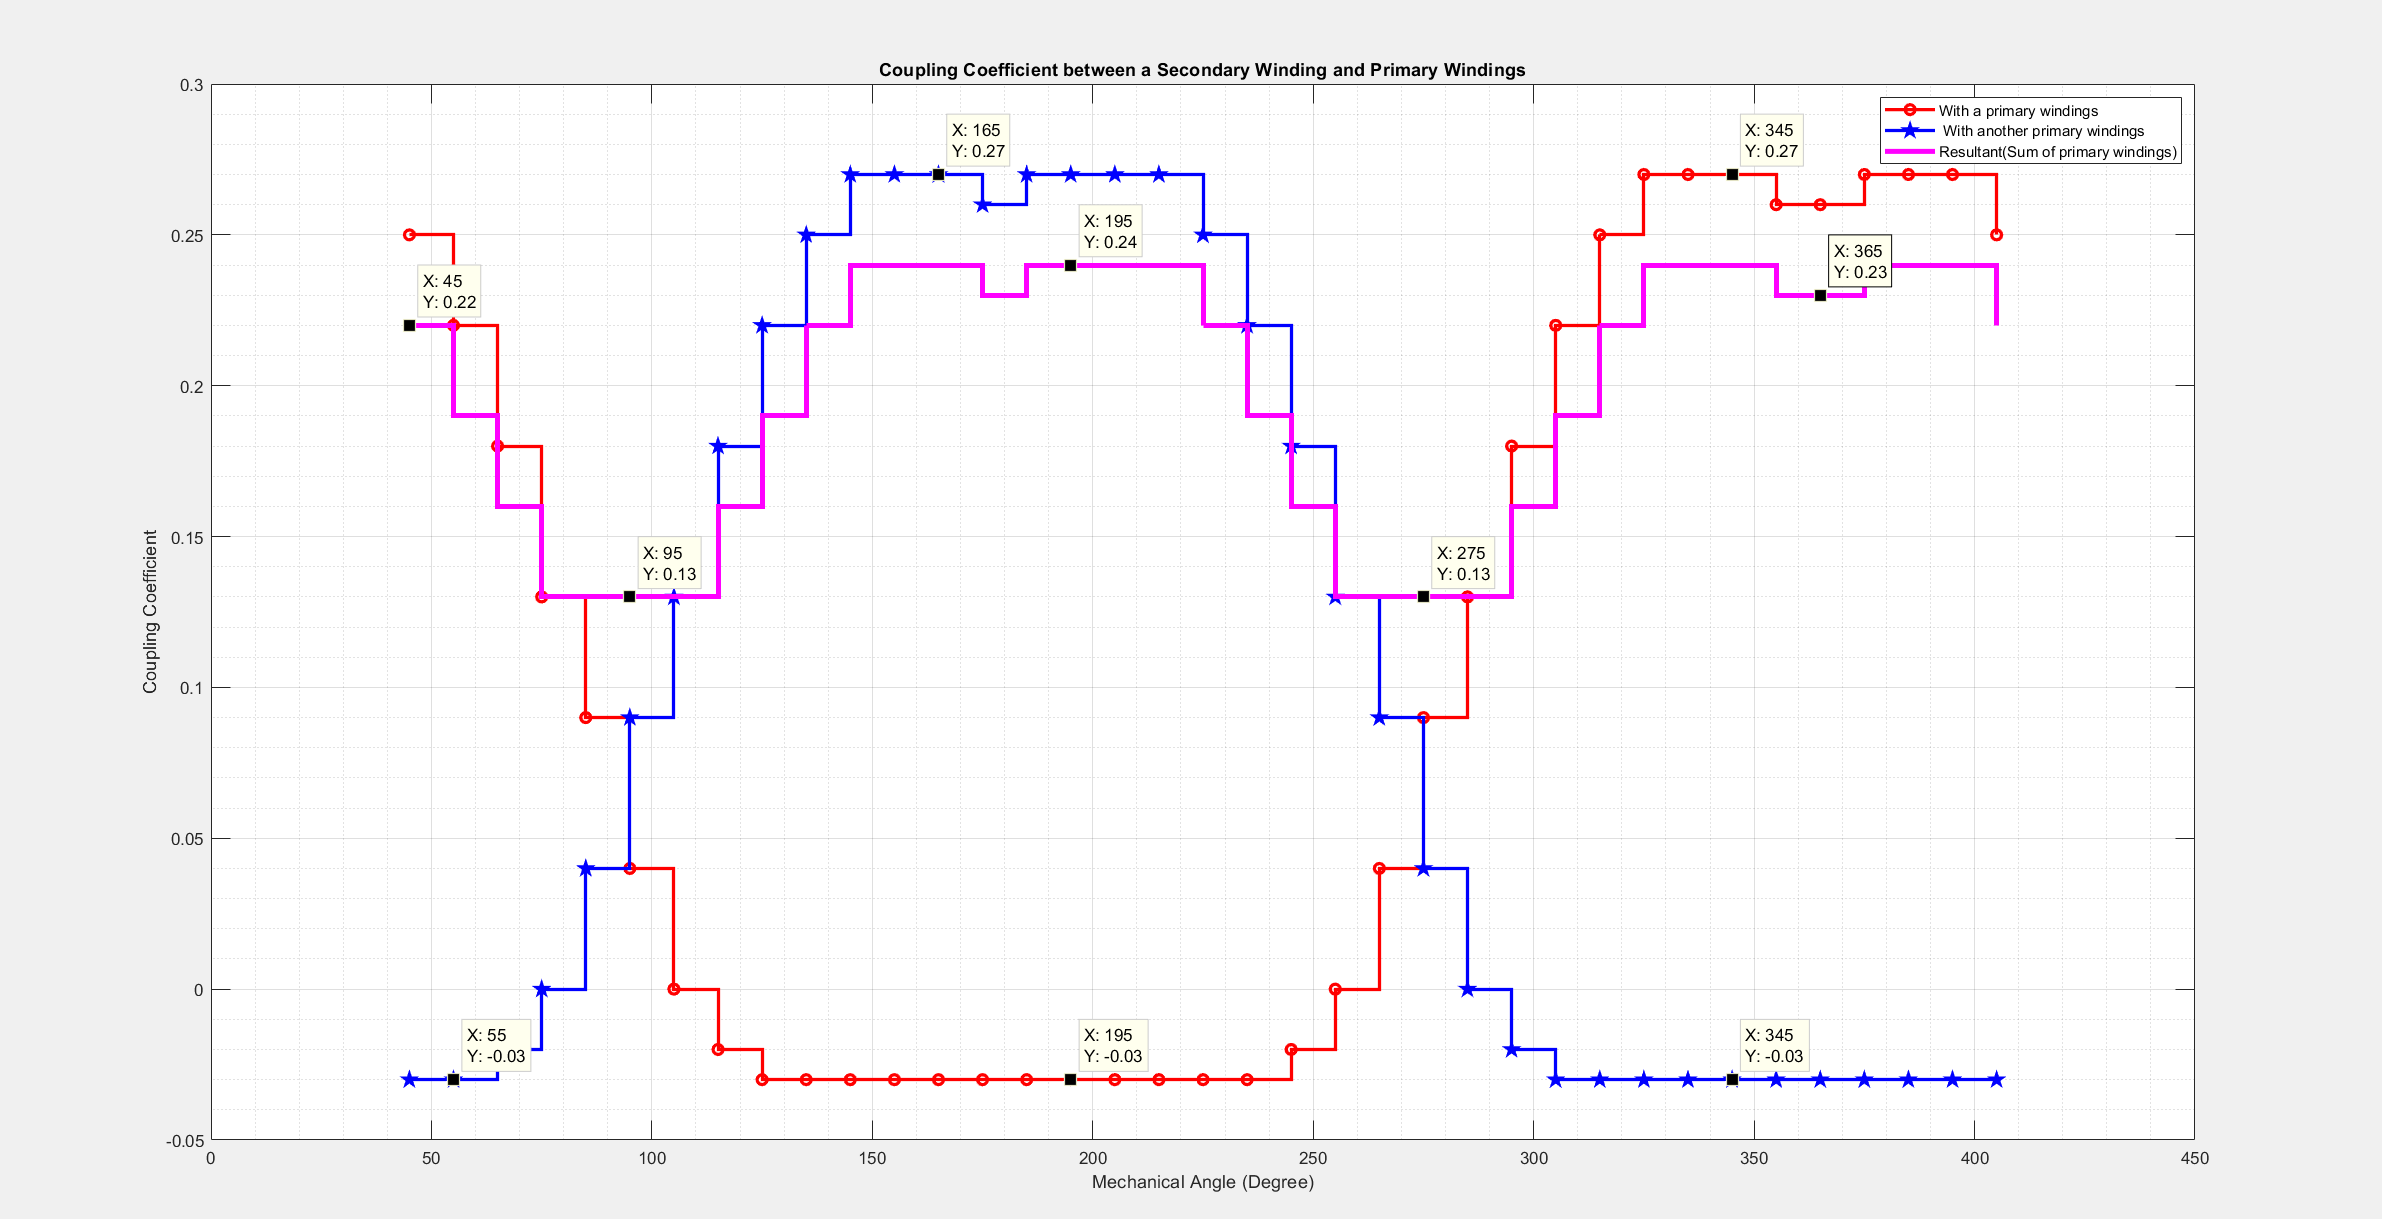 Coupling Coefficient between a Secondary Winding and Primary Windings
0.3
0.25
0.2
0.15
0.1
0.05
0
-0.05
Coupling Coefficient
With a primary windings
With another primary windings
Resultant(Sum of primary windings)
X: 165
Y: 0.27
X: 345
Y: 0.27
X: 195
Y: 0.24
X: 365
Y: 0.23
X: 45
Y: 0.22
X: 95
Y: 0.13
X: 275
Y: 0.13
X: 55
Y: -0.03
X: 195
Y: -0.03
X: 345
Y: -0.03
0 50 100 150 200 250 300 350 400 450
Mechanical Angle (Degree)